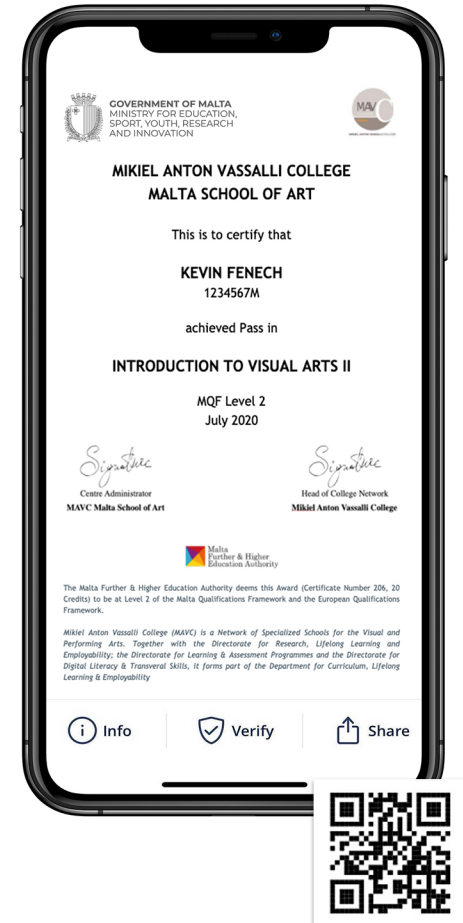 GOVERNMENT OF MALTA
MINISTRY FOR EDUCATION,
SPORT, YOUTH, RESEARCH
AND INNOVATION
MAVC
MIKIEL ANTON VASSALLI COLLEGE
MIKIEL ANTON VASSALLI COLLEGE
MALTA SCHOOL OF ART
This is to certify that
KEVIN FENECH
1234567M
achieved Pass in
INTRODUCTION TO VISUAL ARTS II
MQF Level 2
July 2020
Signature
Signature
Centre Administrator
Head of College Network
MAVC Malta School of Art
Mikiel Anton Vassalli College
Malta
Further & Higher
Education Authority
The Malta Further & Higher Education Authority deems this Award (Certificate Number 206, 20
Credits) to be at Level 2 of the Malta Qualifications Framework and the European Qualifications
Framework.
Mikiel Anton Vassalli College (MAVC) is a Network of Specialized Schools for the Visual and
Performing Arts. Together with the Directorate for Research, Lifelong Learning and
Employability; the Directorate for Learning & Assessment Programmes and the Directorate for
Digital Literacy & Transveral Skills, it forms part of the Department for Curriculum, Lifelong
Learning & Employability
Info
Verify
Share